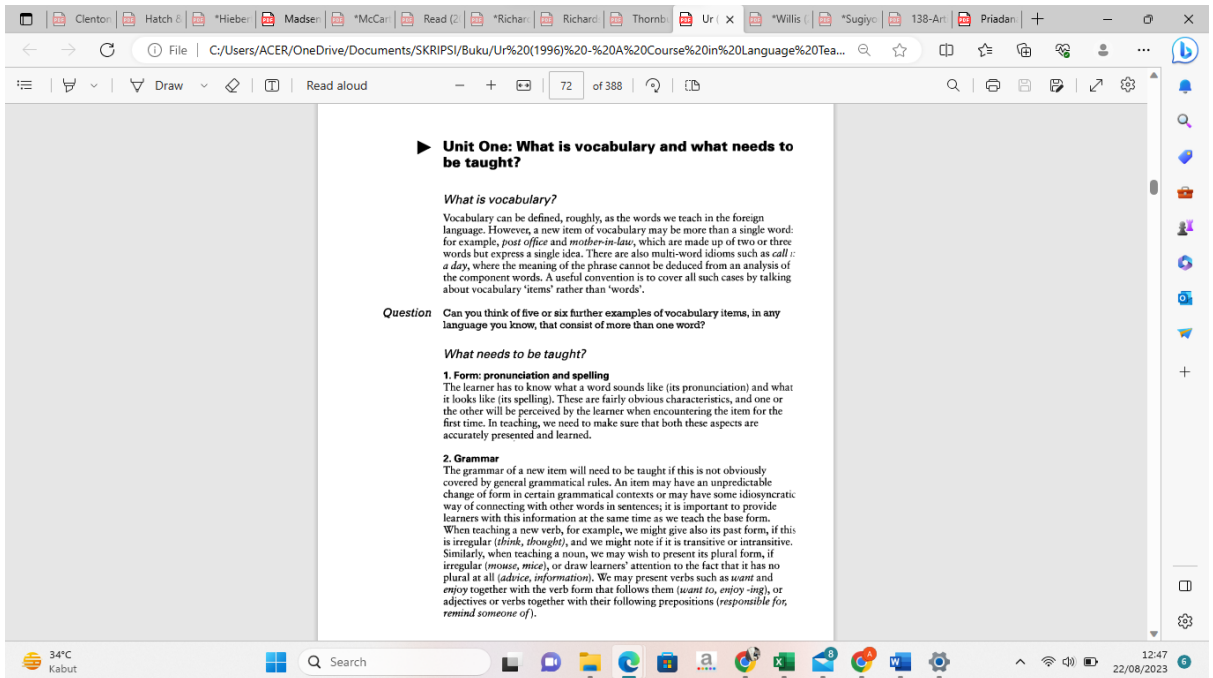 Clenton
Hatch &
*Hieber
Madsen
*McCar
Read (2
*Richarc
Richard
Thornbu
Ur (
*Willis (
*Sugiyo
138-Art
Priadan
File
C:/Users/ACER/OneDrive/Documents/SKRIPSI/Buku/Ur%20(1996)%20-%20A%20Course%20in%20Language%20Tea...
Draw
Read aloud
72
of 388
Unit One: What is vocabulary and what needs to
be taught?
What is vocabulary?
Vocabulary can be defined, roughly, as the words we teach in the foreign
language. However, a new item of vocabulary may be more than a single word:
for example, post office and mother-in-law, which are made up of two or three
words but express a single idea. There are also multi-word idioms such as call
a day, where the meaning of the phrase cannot be deduced from an analysis of
the component words. A useful convention is to cover all such cases by talking
about vocabulary 'items' rather than 'words'.
Question Can you think of five or six further examples of vocabulary items, in any
language you know, that consist of more than one word?
What needs to be taught?
1. Form: pronunciation and spelling
The learner has to know what a word sounds like (its pronunciation) and what
it looks like (its spelling). These are fairly obvious characteristics, and one or
the other will be perceived by the learner when encountering the item for the
first time. In teaching, we need to make sure that both these aspects are
accurately presented and learned.
2. Grammar
The grammar of a new item will need to be taught if this is not obviously
covered by general grammatical rules. An item may have an unpredictable
change of form in certain grammatical contexts or may have some idiosyncratic
way of connecting with other words in sentences; it is important to provide
learners with this information at the same time as we teach the base form.
When teaching a new verb, for example, we might give also its past form, if this
is irregular (think, thought), and we might note if it is transitive or intransitive.
Similarly, when teaching a noun, we may wish to present its plural form, if
irregular (mouse, mice), or draw learners' attention to the fact that it has no
plural at all (advice, information). We may present verbs such as want and
enjoy together with the verb form that follows them (want to, enjoy -ing), or
adjectives or verbs together with their following prepositions (responsible for,
remind someone of).
34°C
Kabut
Search
8
12:47
22/08/2023
6